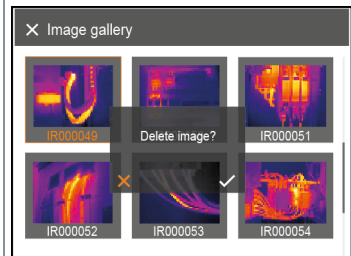 Image gallery
IR000049
Delete image?
IR000051
IR000052
IR000053
IR000054